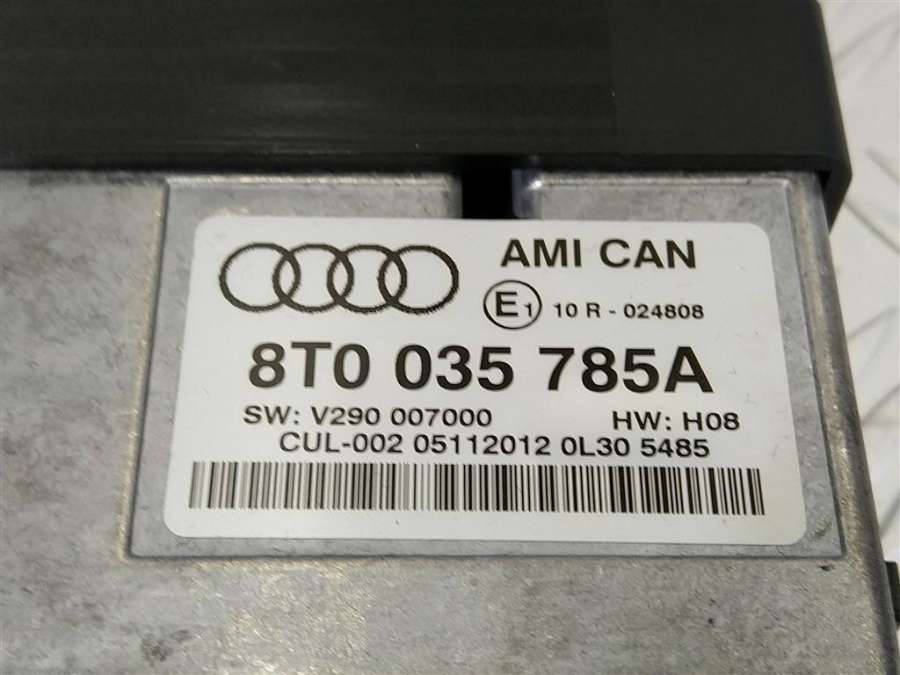 AMI CAN
E1 10 R - 024808
8T0 035 785A
SW: V290 007000 HW: H08
CUL-002 05112012 0L30 5485